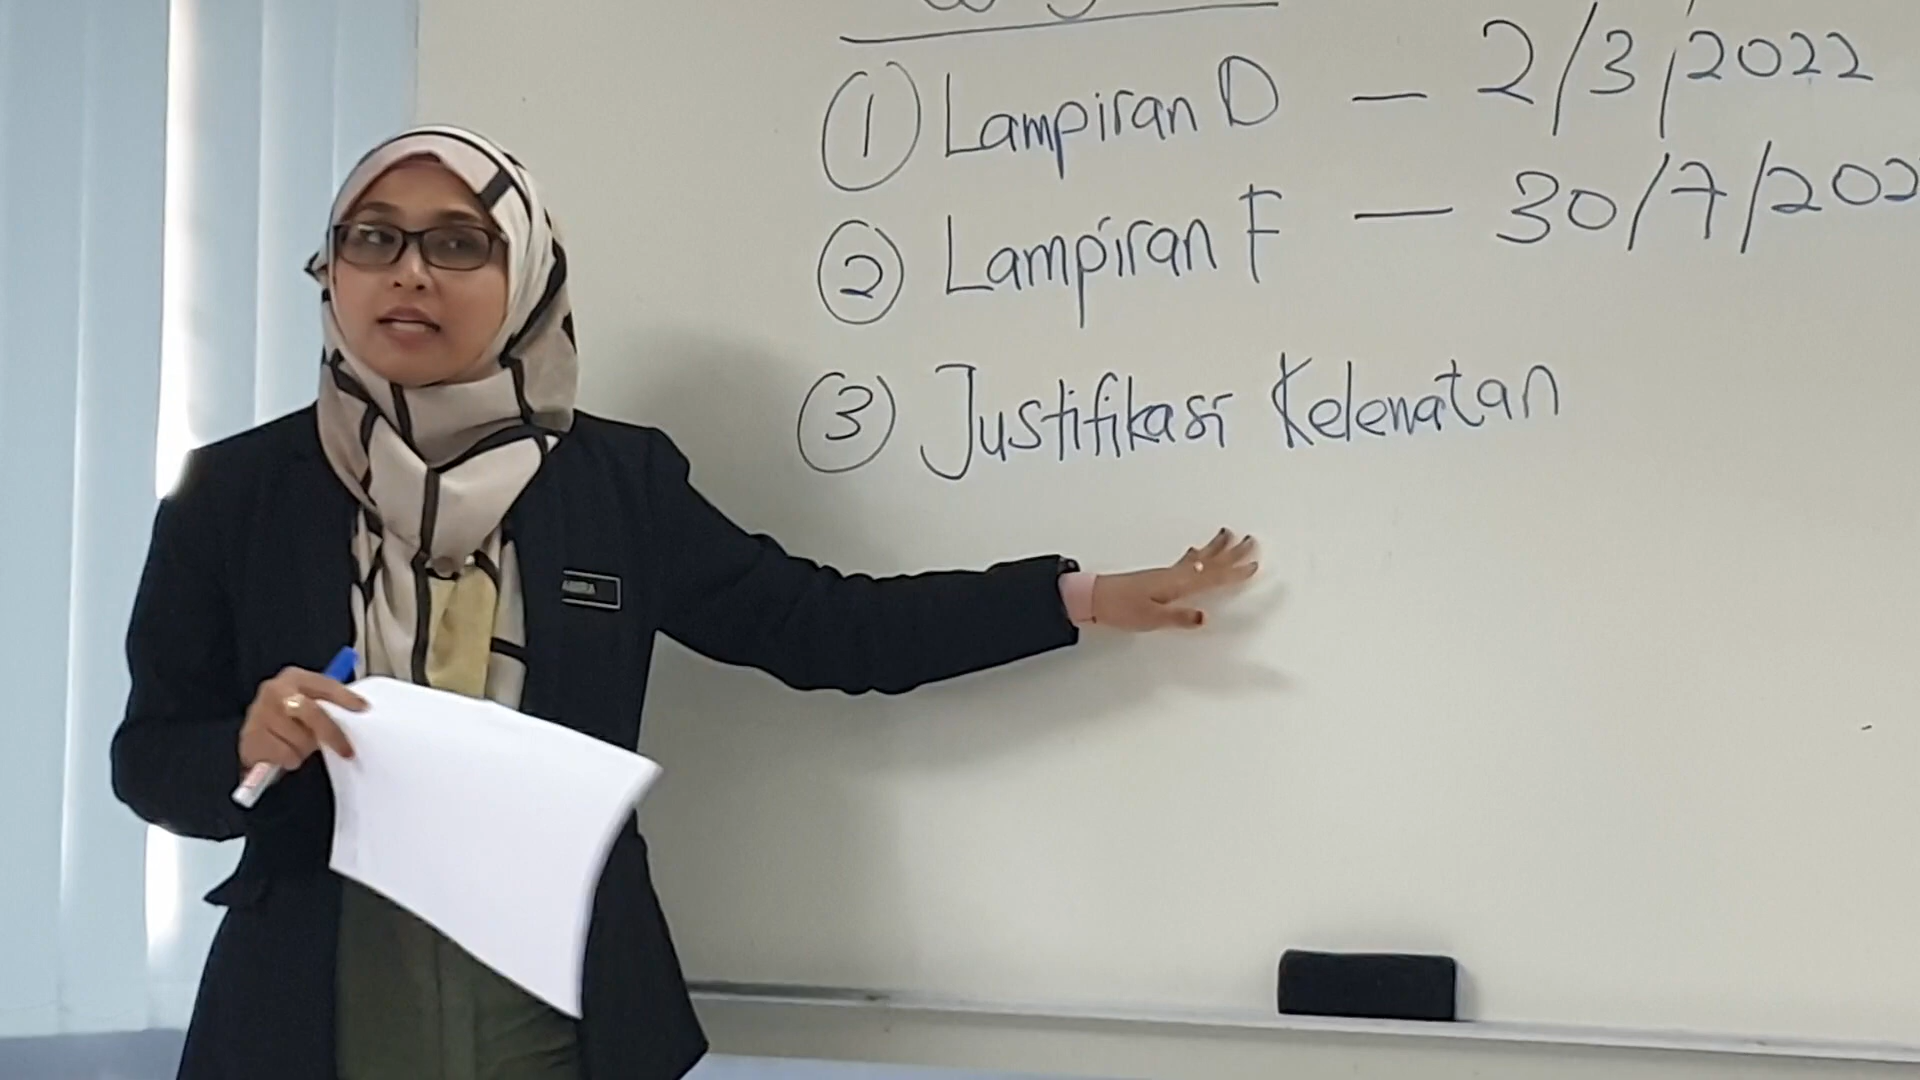 ① Lampiran D — 2/3/2022
② Lampiran F — 30/7/202
③ Justifikasi Kelewatan